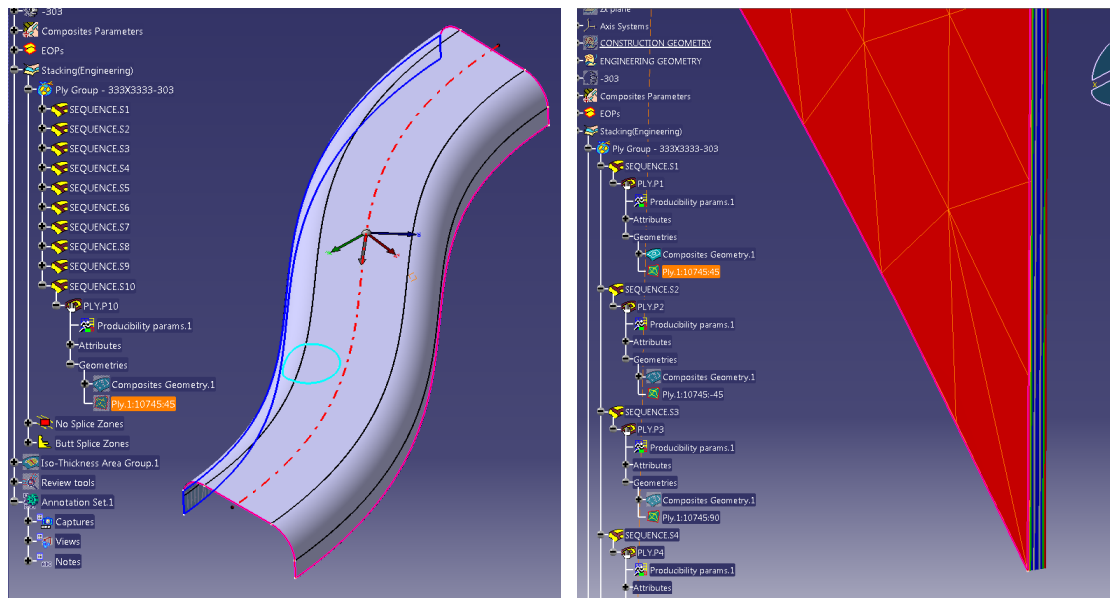 -303
Composites Parameters
EOPs
Stacking(Engineering)
Ply Group - 333X3333-303
SEQUENCE.S1
SEQUENCE.S2
SEQUENCE.S3
SEQUENCE.S4
SEQUENCE.S5
SEQUENCE.S6
SEQUENCE.S7
SEQUENCE.S8
SEQUENCE.S9
SEQUENCE.S10
PLY.P10
Producibility params.1
Attributes
Geometries
Composites Geometry.1
Ply.1:10745:45
No Splice Zones
Butt Splice Zones
Iso-Thickness Area Group.1
Review tools
Annotation Set.1
Captures
Views
Notes
zx plane
Axis Systems
CONSTRUCTION GEOMETRY
ENGINEERING GEOMETRY
-303
Composites Parameters
EOPs
Stacking(Engineering)
Ply Group - 333X3333-303
SEQUENCE.S1
PLY.P1
Producibility params.1
Attributes
Geometries
Composites Geometry.1
Ply.1:10745:45
SEQUENCE.S2
PLY.P2
Producibility params.1
Attributes
Geometries
Composites Geometry.1
Ply.1:10745:-45
SEQUENCE.S3
PLY.P3
Producibility params.1
Attributes
Geometries
Composites Geometry.1
Ply.1:10745:90
SEQUENCE.S4
PLY.P4
Producibility params.1
Attributes